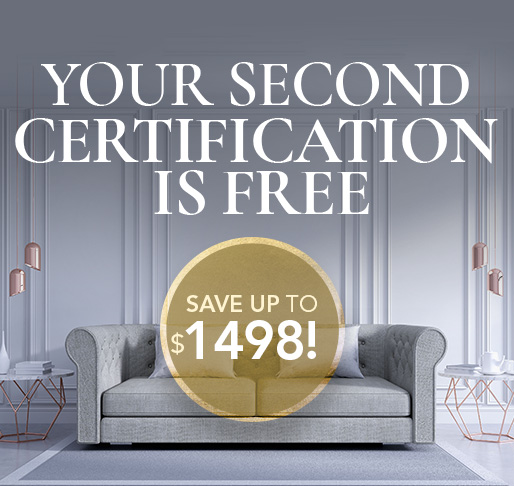 YOUR SECOND
CERTIFICATION
IS FREE
SAVE UP TO
$1498!